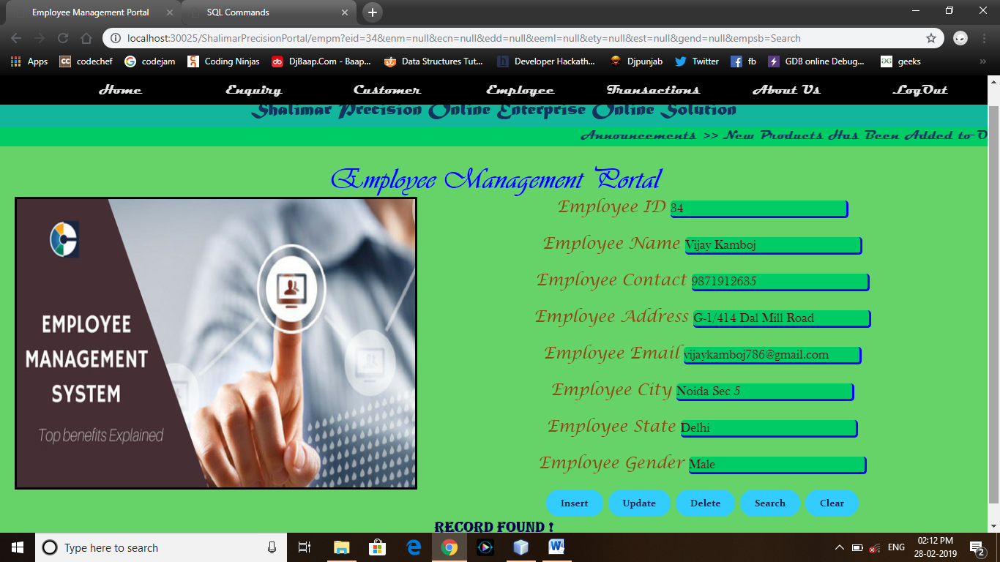 Employee Management Portal
SQL Commands
localhost:30025/ShalimarPrecisionPortal/empm?eid=34&enm=null&ecn=null&edd=null&eeml=null&ety=null&est=null&gend=null&empsb=Search
Apps codechef codejam Coding Ninjas DjBaap.Com - Baap... Data Structures Tut... Developer Hackath... Djpunjab Twitter fb GDB online Debug... geeks »
Home Enquiry Customer Employee Transactions About Us LogOut
Shalimar Precision Online Enterprise Online Solution
Announcements >> New Products Has Been Added to O
Employee Management Portal
EMPLOYEE
MANAGEMENT
SYSTEM
Top benefits Explained
Employee ID 34
Employee Name Vijay Kamboj
Employee Contact 9871912635
Employee Address G-1/414 Dal Mill Road
Employee Email vijaykamboj786@gmail.com
Employee City Noida Sec 5
Employee State Delhi
Employee Gender Male
Insert Update Delete Search Clear
RECORD FOUND !
Type here to search
ENG
02:12 PM
28-02-2019
2